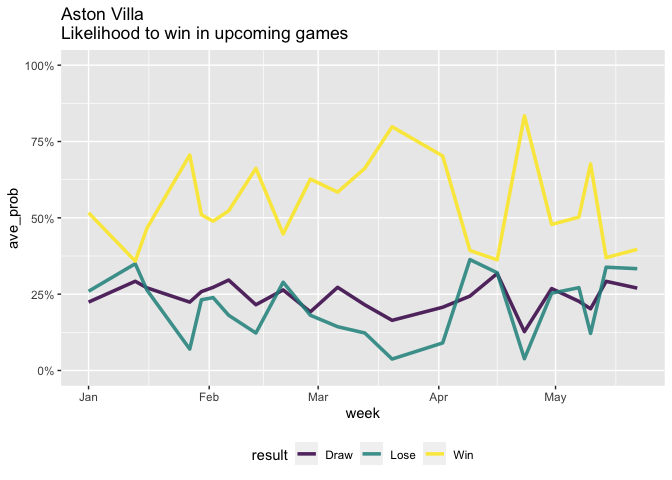 Aston Villa
Likelihood to win in upcoming games
100%
75%
50%
25%
0%
ave_prob
Jan Feb Mar Apr May
week
result Draw Lose Win